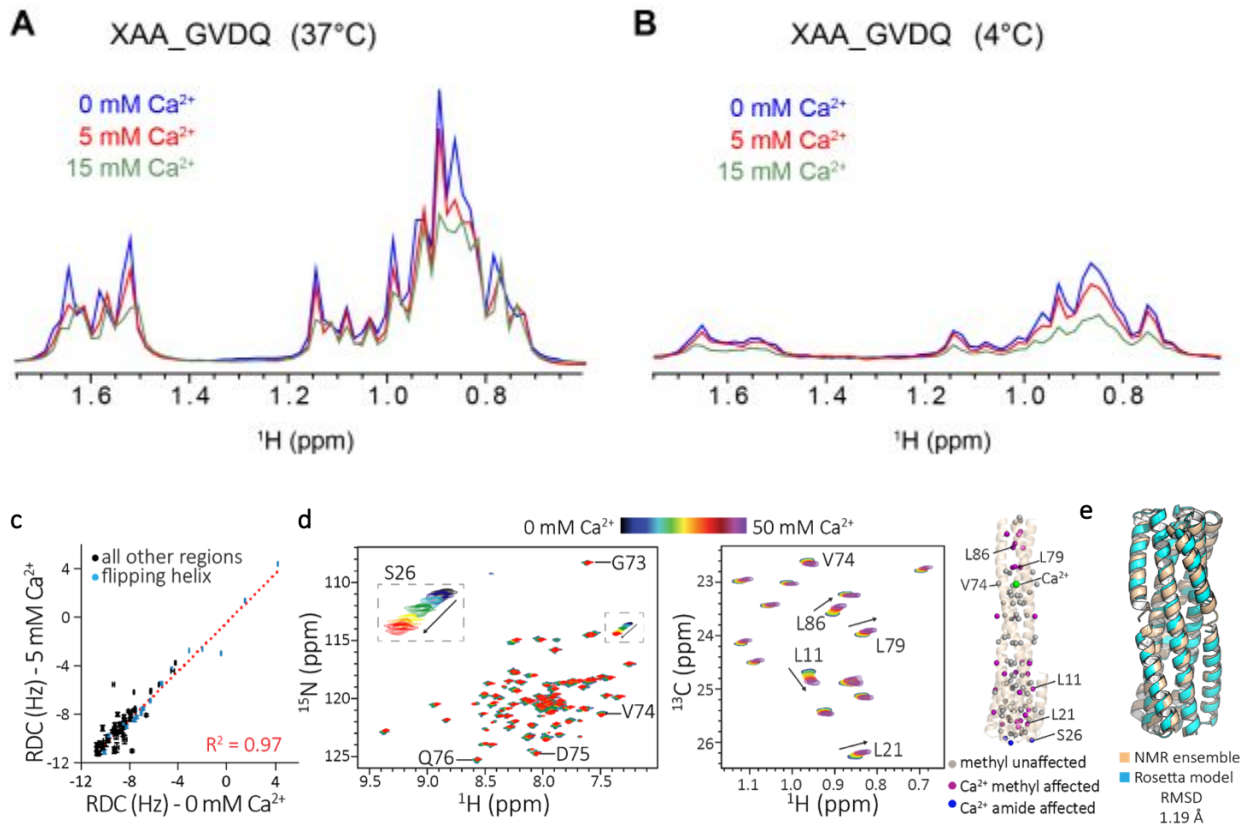 A
XAA_GVDQ (37°C)
0 mM Ca²⁺
5 mM Ca²⁺
15 mM Ca²⁺
1.6 1.4 1.2 1.0 0.8
¹H (ppm)
B
XAA_GVDQ (4°C)
0 mM Ca²⁺
5 mM Ca²⁺
15 mM Ca²⁺
1.6 1.4 1.2 1.0 0.8
¹H (ppm)
c
all other regions
flipping helix
RDC (Hz) - 5 mM Ca²⁺
4
0
-4
-8
-12
R² = 0.97
-12 -8 -4 0 4
RDC (Hz) - 0 mM Ca²⁺
d
0 mM Ca²⁺ 50 mM Ca²⁺
¹⁵N (ppm)
110
115
120
125
S26
G73
V74
Q76
D75
9.5 9.0 8.5 8.0 7.5
¹H (ppm)
¹³C (ppm)
23
24
25
26
V74
L86
L79
L11
L21
1.1 1.0 0.9 0.8 0.7
¹H (ppm)
L86
L79
V74
Ca²⁺
L11
L21
S26
methyl unaffected
Ca²⁺ methyl affected
Ca²⁺ amide affected
e
NMR ensemble
Rosetta model
RMSD
1.19 Å